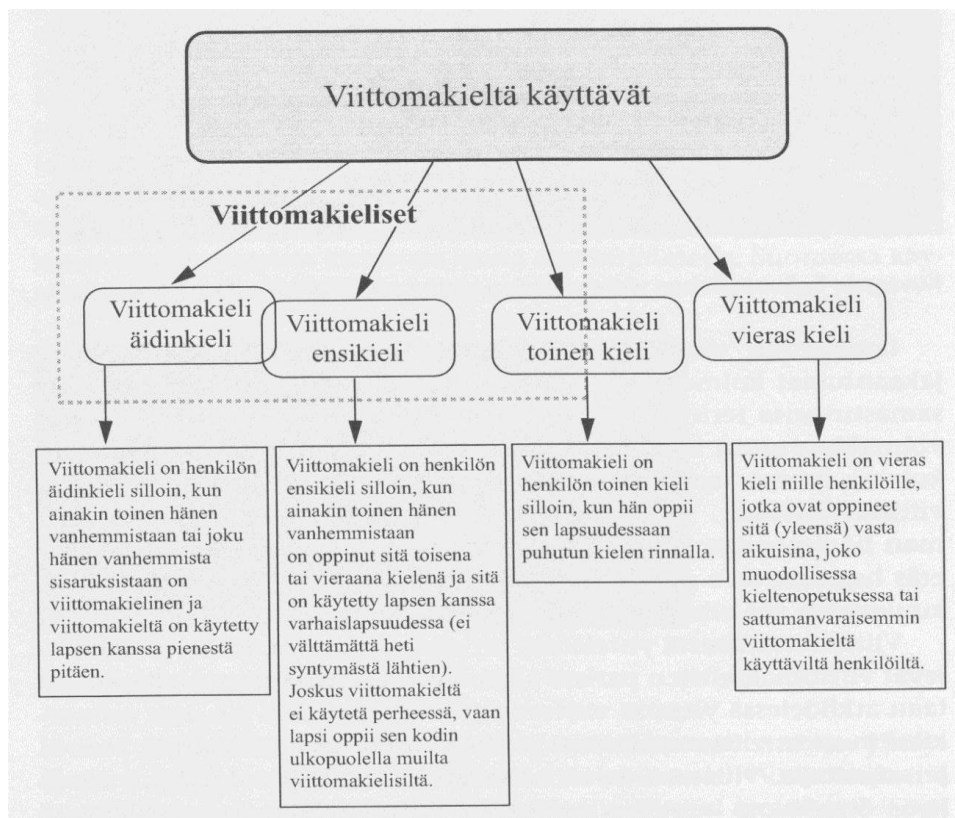 Viittomakieltä käyttävät
Viittomakieliset
Viittomakieli
äidinkieli
Viittomakieli
ensikieli
Viittomakieli
toinen kieli
Viittomakieli
vieras kieli
Viittomakieli on henkilön
äidinkieli silloin, kun
ainakin toinen hänen
vanhemmistaan tai joku
hänen vanhemmista
sisaruksistaan on
viittomakielinen ja
viittomakieltä on käytetty
lapsen kanssa pienestä
pitäen.
Viittomakieli on henkilön
ensikieli silloin, kun
ainakin toinen hänen
vanhemmistaan
on oppinut sitä toisena
tai vieraana kielenä ja sitä
on käytetty lapsen kanssa
varhaislapsuudessa (ei
välttämättä heti
syntymästä lähtien).
Joskus viittomakieltä
ei käytetä perheessä, vaan
lapsi oppii sen kodin
ulkopuolella muilta
viittomakielisiltä.
Viittomakieli on
henkilön toinen kieli
silloin, kun hän oppii
sen lapsuudessaan
puhutun kielen rinnalla.
Viittomakieli on vieras
kieli niille henkilöille,
jotka ovat oppineet
sitä (yleensä) vasta
aikuisina, joko
muodollisessa
kieltenopetuksessa tai
sattumanvaraisemmin
viittomakieltä
käyttäviltä henkilöiltä.